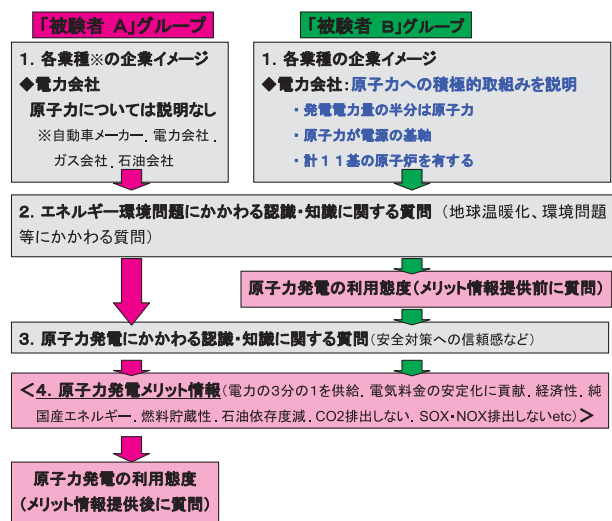 「被験者 A」グループ
「被験者 B」グループ
1. 各業種※の企業イメージ
◆電力会社
原子力については説明なし
※自動車メーカー、電力会社、
ガス会社、石油会社
1. 各業種の企業イメージ
◆電力会社：原子力への積極的取組みを説明
・発電電力量の半分は原子力
・原子力が電源の基軸
・計11基の原子炉を有する
2. エネルギー環境問題にかかわる認識・知識に関する質問（地球温暖化、環境問題
等にかかわる質問）
原子力発電の利用態度（メリット情報提供前に質問）
3. 原子力発電にかかわる認識・知識に関する質問（安全対策への信頼感など）
＜4. 原子力発電メリット情報（電力の3分の1を供給、電気料金の安定化に貢献、経済性、純
国産エネルギー、燃料貯蔵性、石油依存度減、CO2排出しない、SOX・NOX排出しないetc）＞
原子力発電の利用態度
（メリット情報提供後に質問）